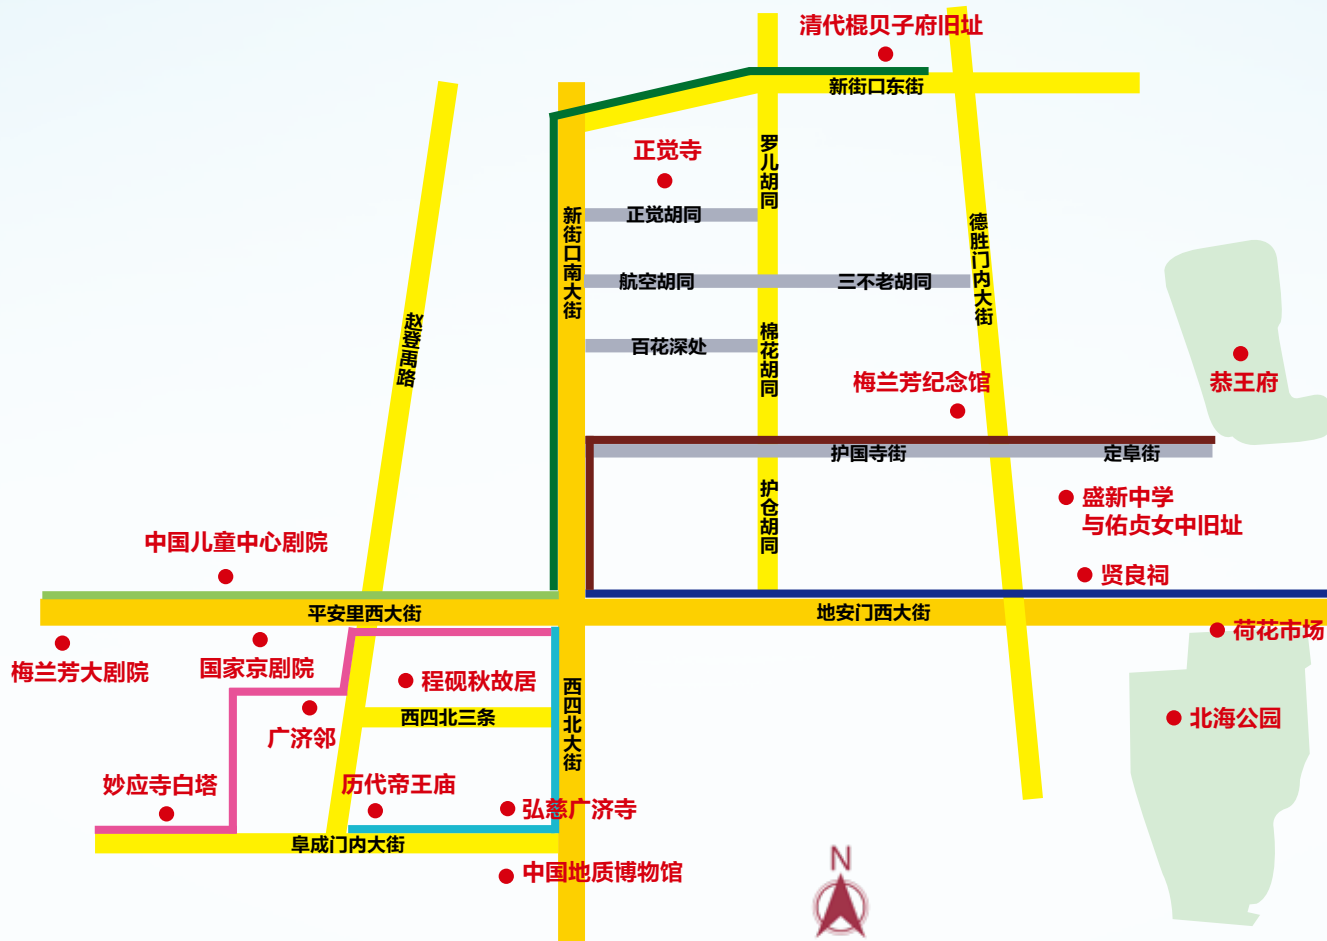 清代棍贝子府旧址
新街口东街
罗儿胡同
正觉寺
正觉胡同
新街口南大街
德胜门内大街
航空胡同
三不老胡同
赵登禹路
棉花胡同
百花深处
梅兰芳纪念馆
恭王府
护国寺街
定阜街
护仓胡同
盛新中学
与佑贞女中旧址
中国儿童中心剧院
贤良祠
平安里西大街
地安门西大街
荷花市场
梅兰芳大剧院
国家京剧院
程砚秋故居
西四北三条
西四北大街
北海公园
广济邻
妙应寺白塔
历代帝王庙
弘慈广济寺
阜成门内大街
中国地质博物馆
N